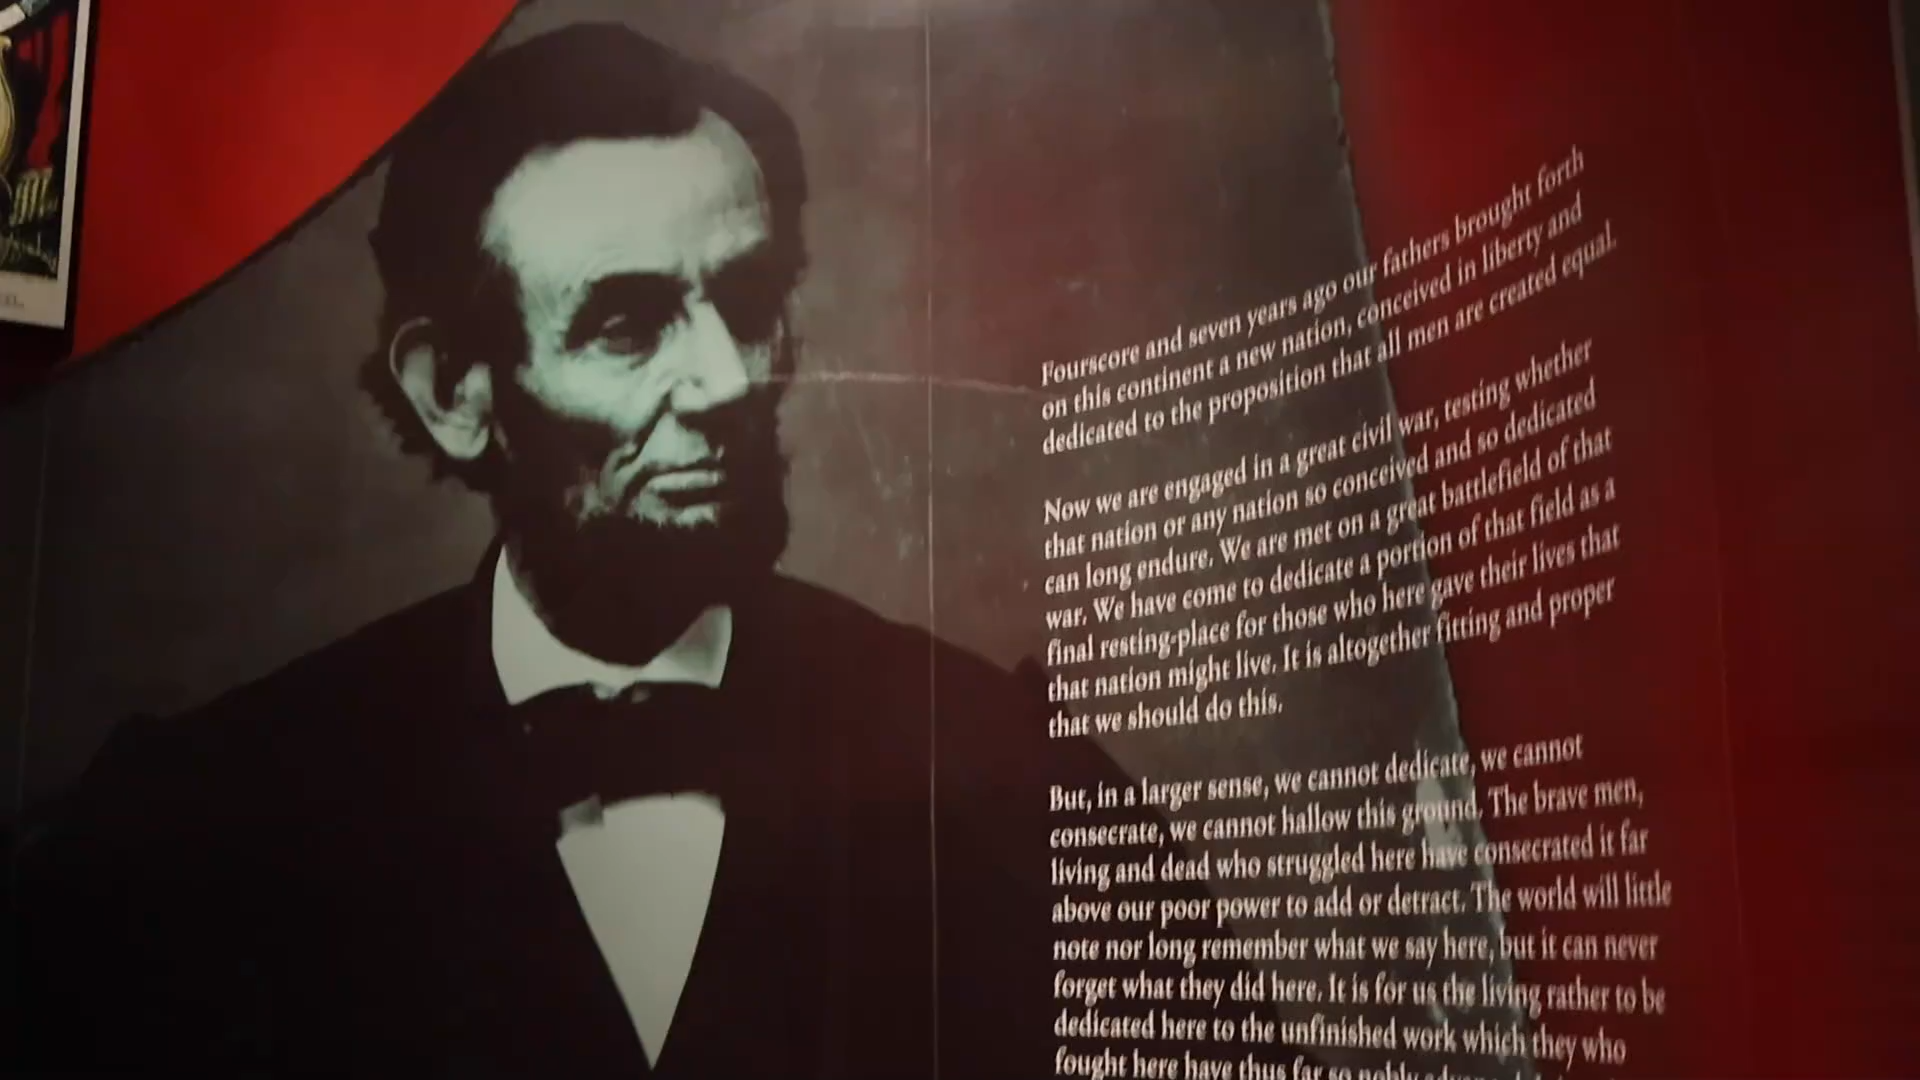 Fourscore and seven years ago our fathers brought forth
on this continent a new nation, conceived in liberty and
dedicated to the proposition that all men are created equal.
Now we are engaged in a great civil war, testing whether
that nation or any nation so conceived and so dedicated
can long endure. We are met on a great battlefield of that
war. We have come to dedicate a portion of that field as a
final resting-place for those who here gave their lives that
that nation might live. It is altogether fitting and proper
that we should do this.
But, in a larger sense, we cannot dedicate, we cannot
consecrate, we cannot hallow this ground. The brave men,
living and dead who struggled here have consecrated it far
above our poor power to add or detract. The world will little
note nor long remember what we say here, but it can never
forget what they did here. It is for us the living rather to be
dedicated here to the unfinished work which they who
fought here have thus far so nobly